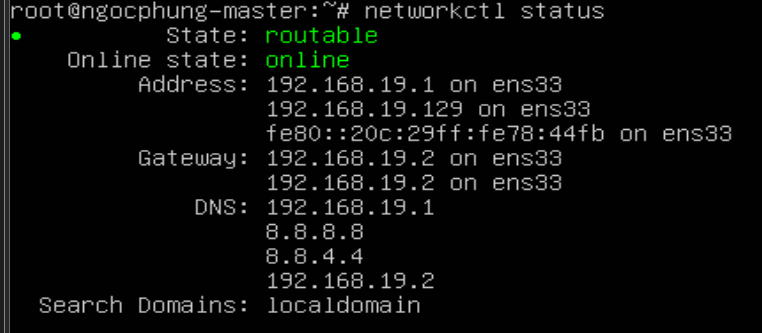 root@ngocphung-master:~# networkctl status
● State: routable
Online state: online
Address: 192.168.19.1 on ens33
192.168.19.129 on ens33
fe80::20c:29ff:fe78:44fb on ens33
Gateway: 192.168.19.2 on ens33
192.168.19.2 on ens33
DNS: 192.168.19.1
8.8.8.8
8.8.4.4
192.168.19.2
Search Domains: localdomain